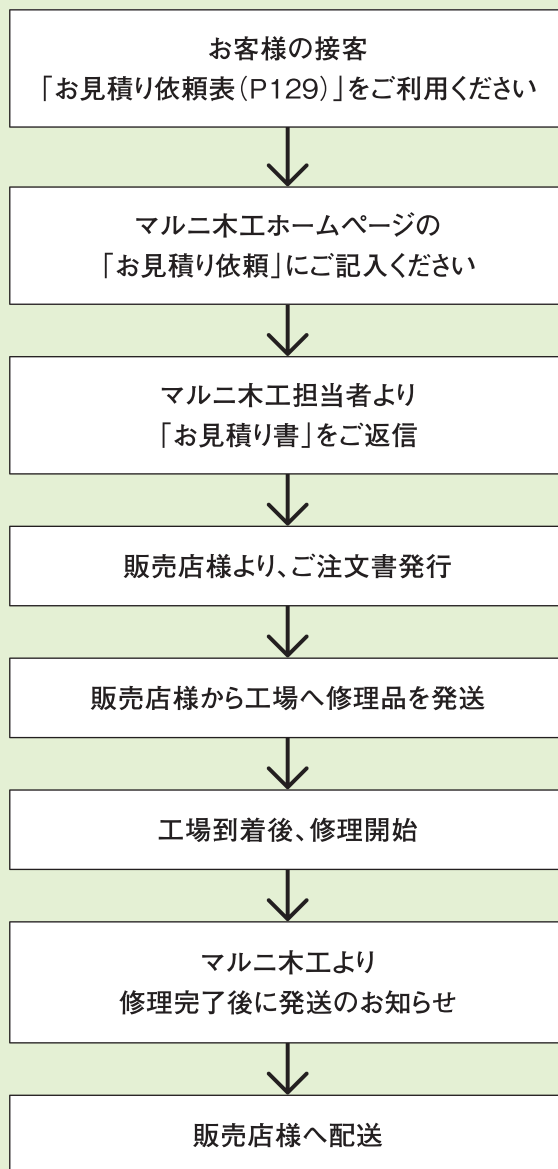 お客様の接客
「お見積り依頼表（P129）」をご利用ください
マルニ木工ホームページの
「お見積り依頼」にご記入ください
マルニ木工担当者より
「お見積り書」をご返信
販売店様より、ご注文書発行
販売店様から工場へ修理品を発送
工場到着後、修理開始
マルニ木工より
修理完了後に発送のお知らせ
販売店様へ配送